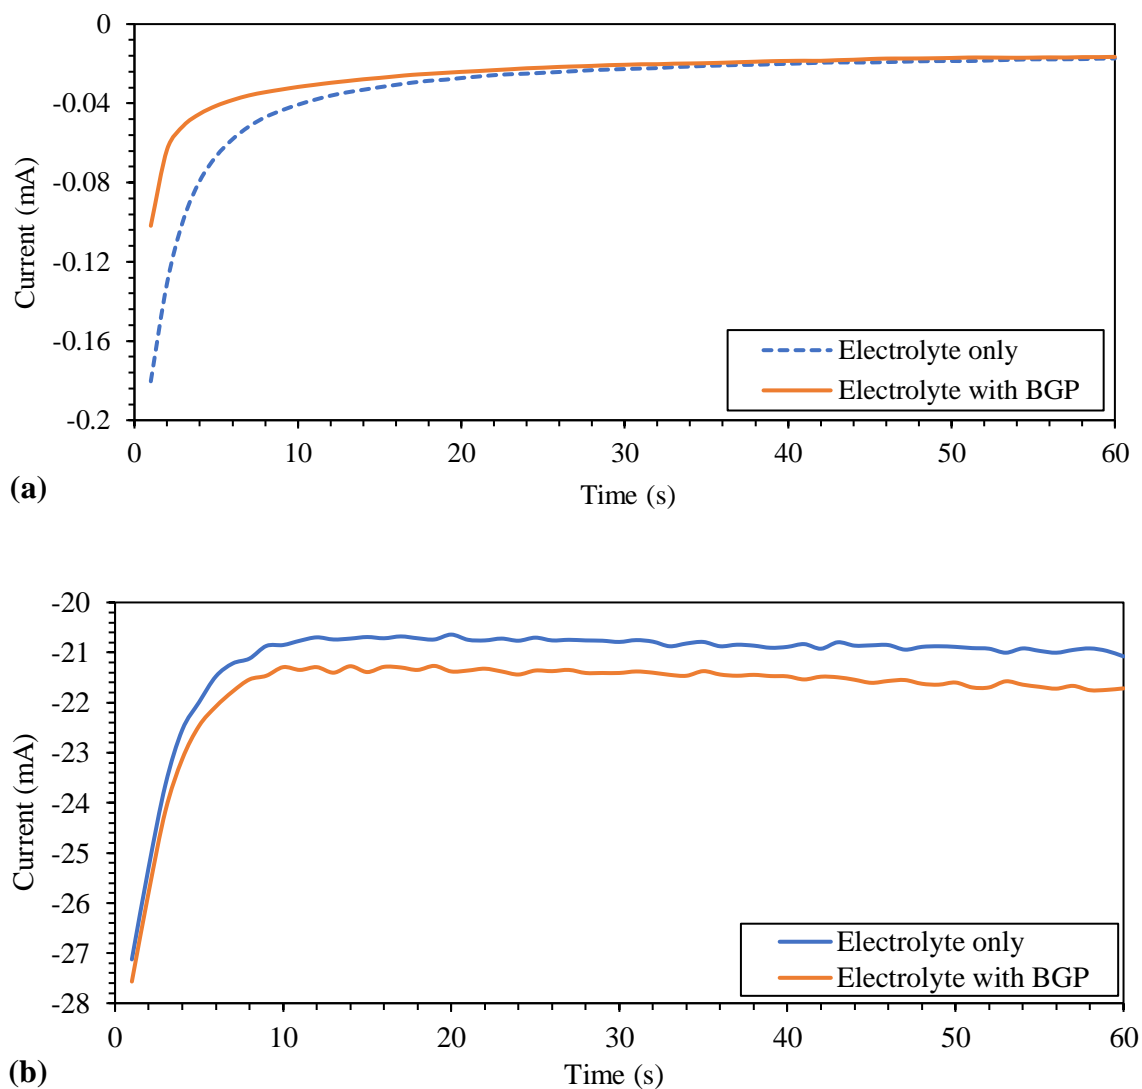 0
-0.04
-0.08
-0.12
-0.16
-0.2
Current (mA)
Electrolyte only
Electrolyte with BGP
0 10 20 30 40 50 60
Time (s)
(a)
-20
-21
-22
-23
-24
-25
-26
-27
-28
Current (mA)
Electrolyte only
Electrolyte with BGP
0 10 20 30 40 50 60
Time (s)
(b)